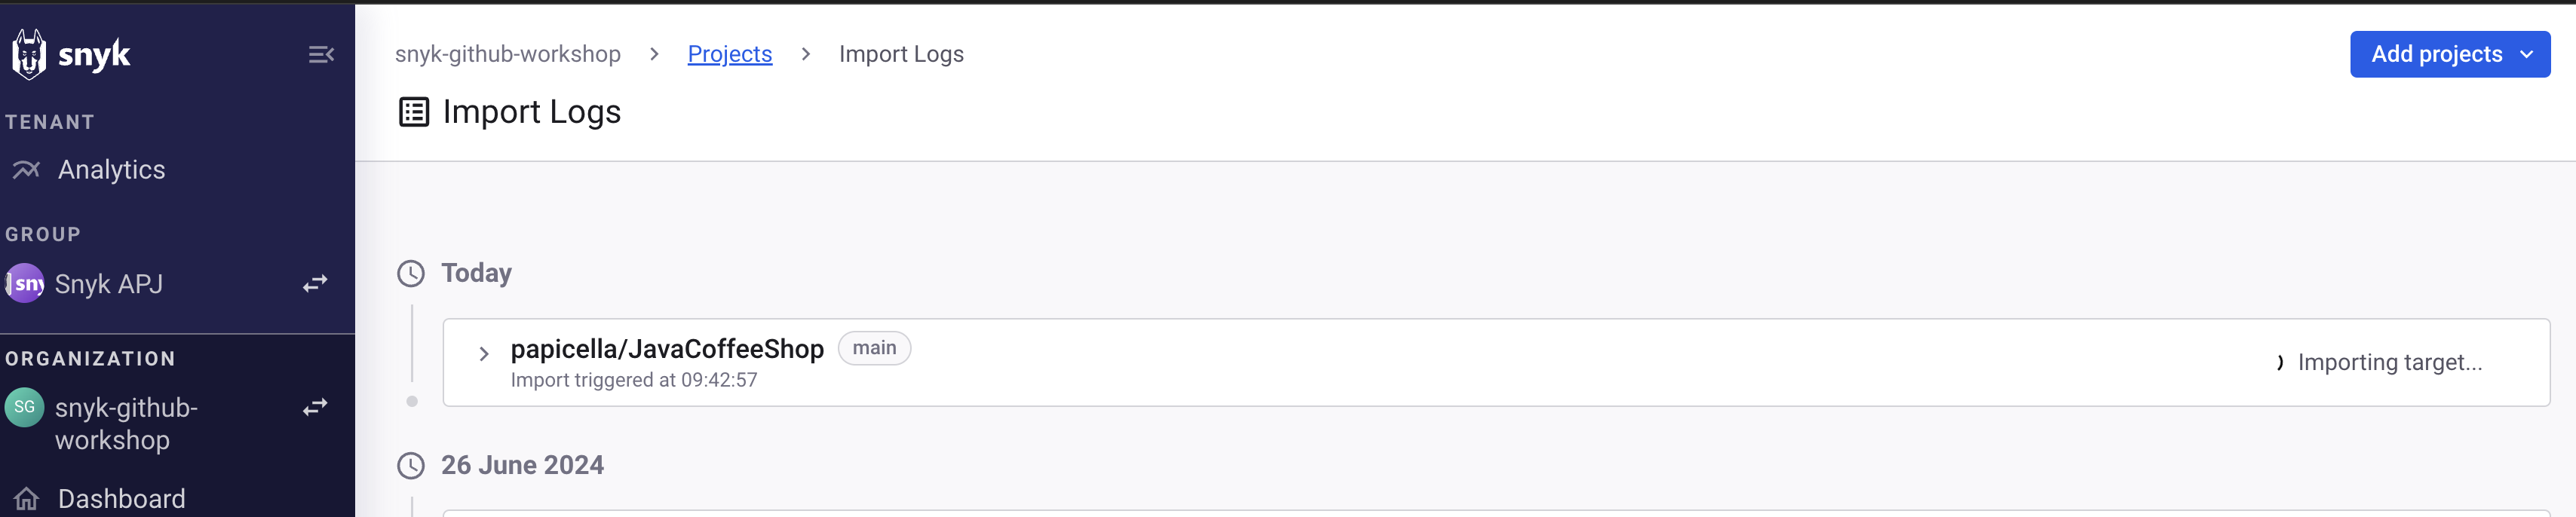 snyk
snyk-github-workshop > Projects > Import Logs
Add projects
Import Logs
TENANT
Analytics
GROUP
Snyk APJ
ORGANIZATION
SG
snyk-github-
workshop
Dashboard
Today
papicella/JavaCoffeeShop main
Import triggered at 09:42:57
Importing target...
26 June 2024